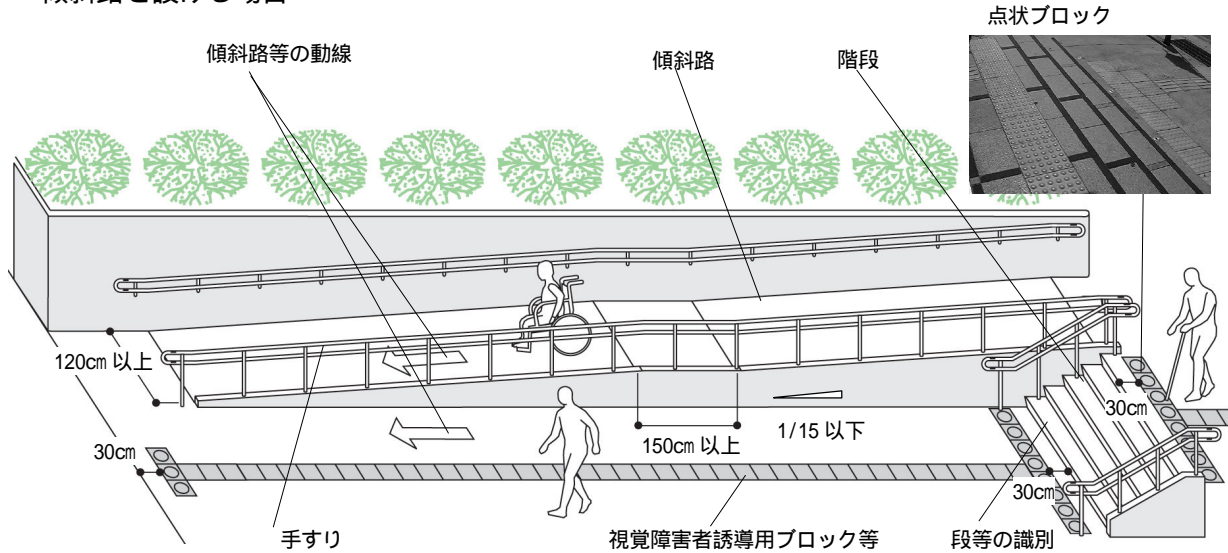 点状ブロック
傾斜路等の動線
傾斜路
階段
120㎝ 以上
30㎝
30㎝
150㎝ 以上
1/15 以下
30㎝
手すり
視覚障害者誘導用ブロック等
段等の識別